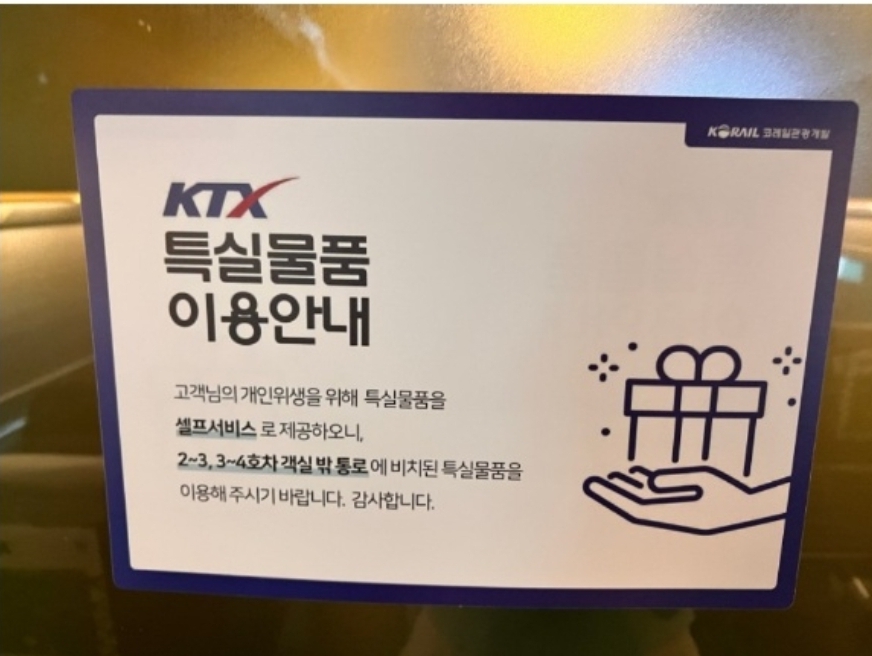 KORAIL 코레일관광개발
KTX
특실물품
이용안내
고객님의 개인위생을 위해 특실물품을
셀프서비스 로 제공하오니,
2~3, 3~4호차 객실 밖 통로 에 비치된 특실물품을
이용해 주시기 바랍니다. 감사합니다.